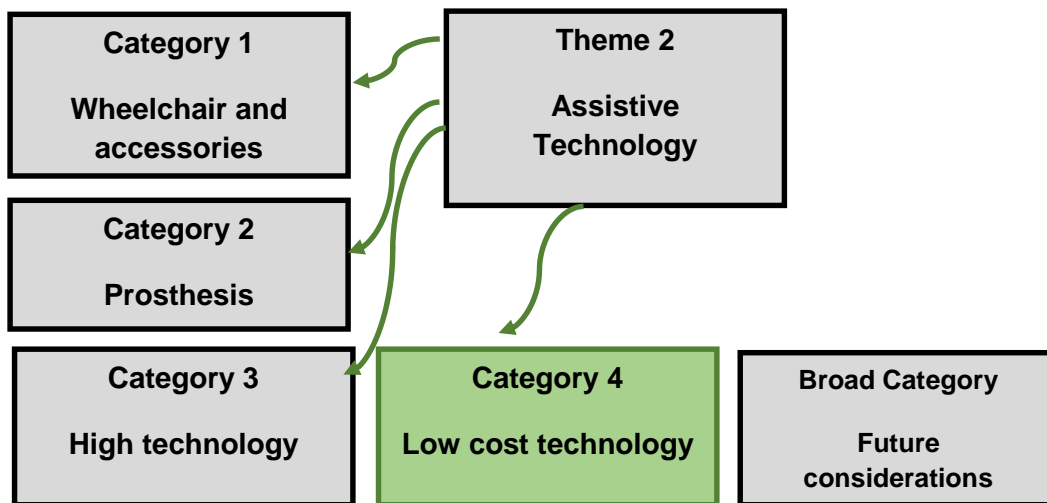 Category 1
Wheelchair and
accessories
Theme 2
Assistive
Technology
Category 2
Prosthesis
Category 3
High technology
Category 4
Low cost technology
Broad Category
Future
considerations